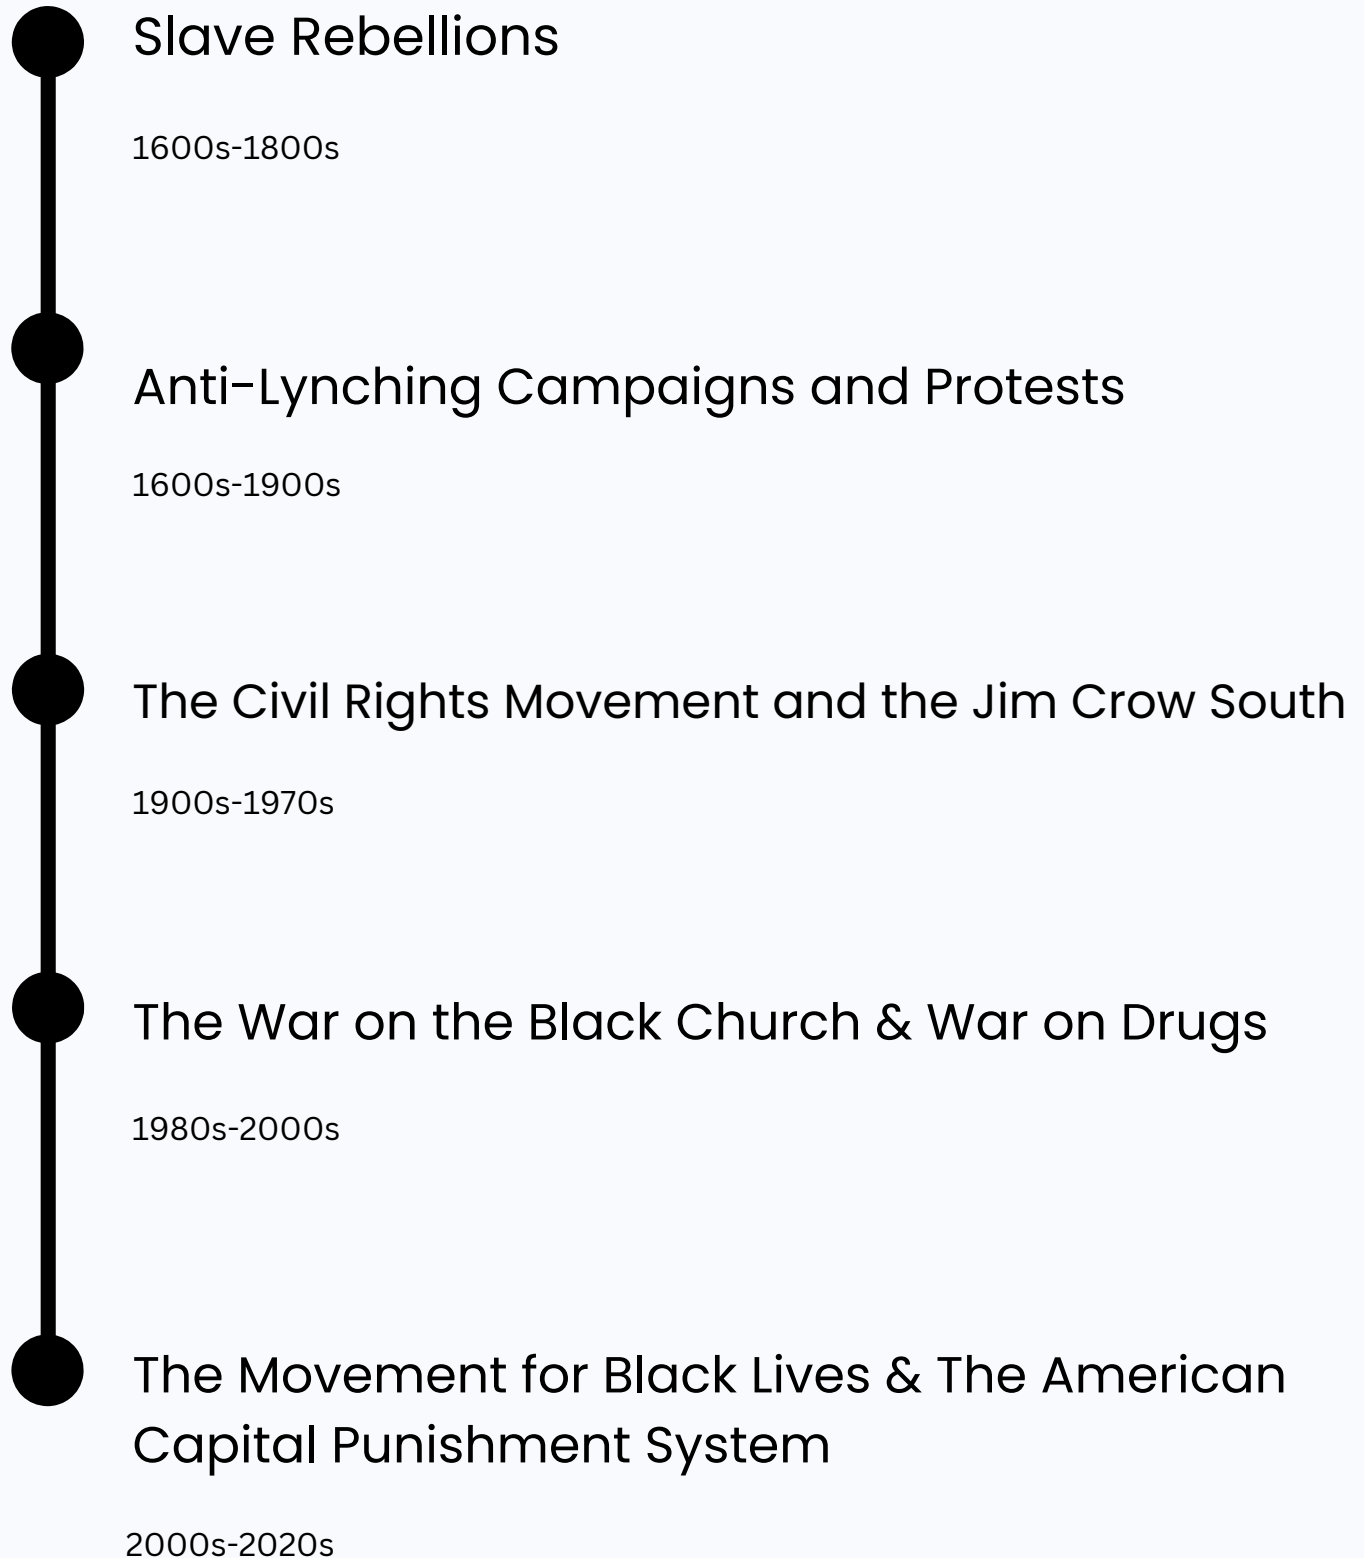 Slave Rebellions
1600s-1800s
Anti-Lynching Campaigns and Protests
1600s-1900s
The Civil Rights Movement and the Jim Crow South
1900s-1970s
The War on the Black Church & War on Drugs
1980s-2000s
The Movement for Black Lives & The American
Capital Punishment System
2000s-2020s